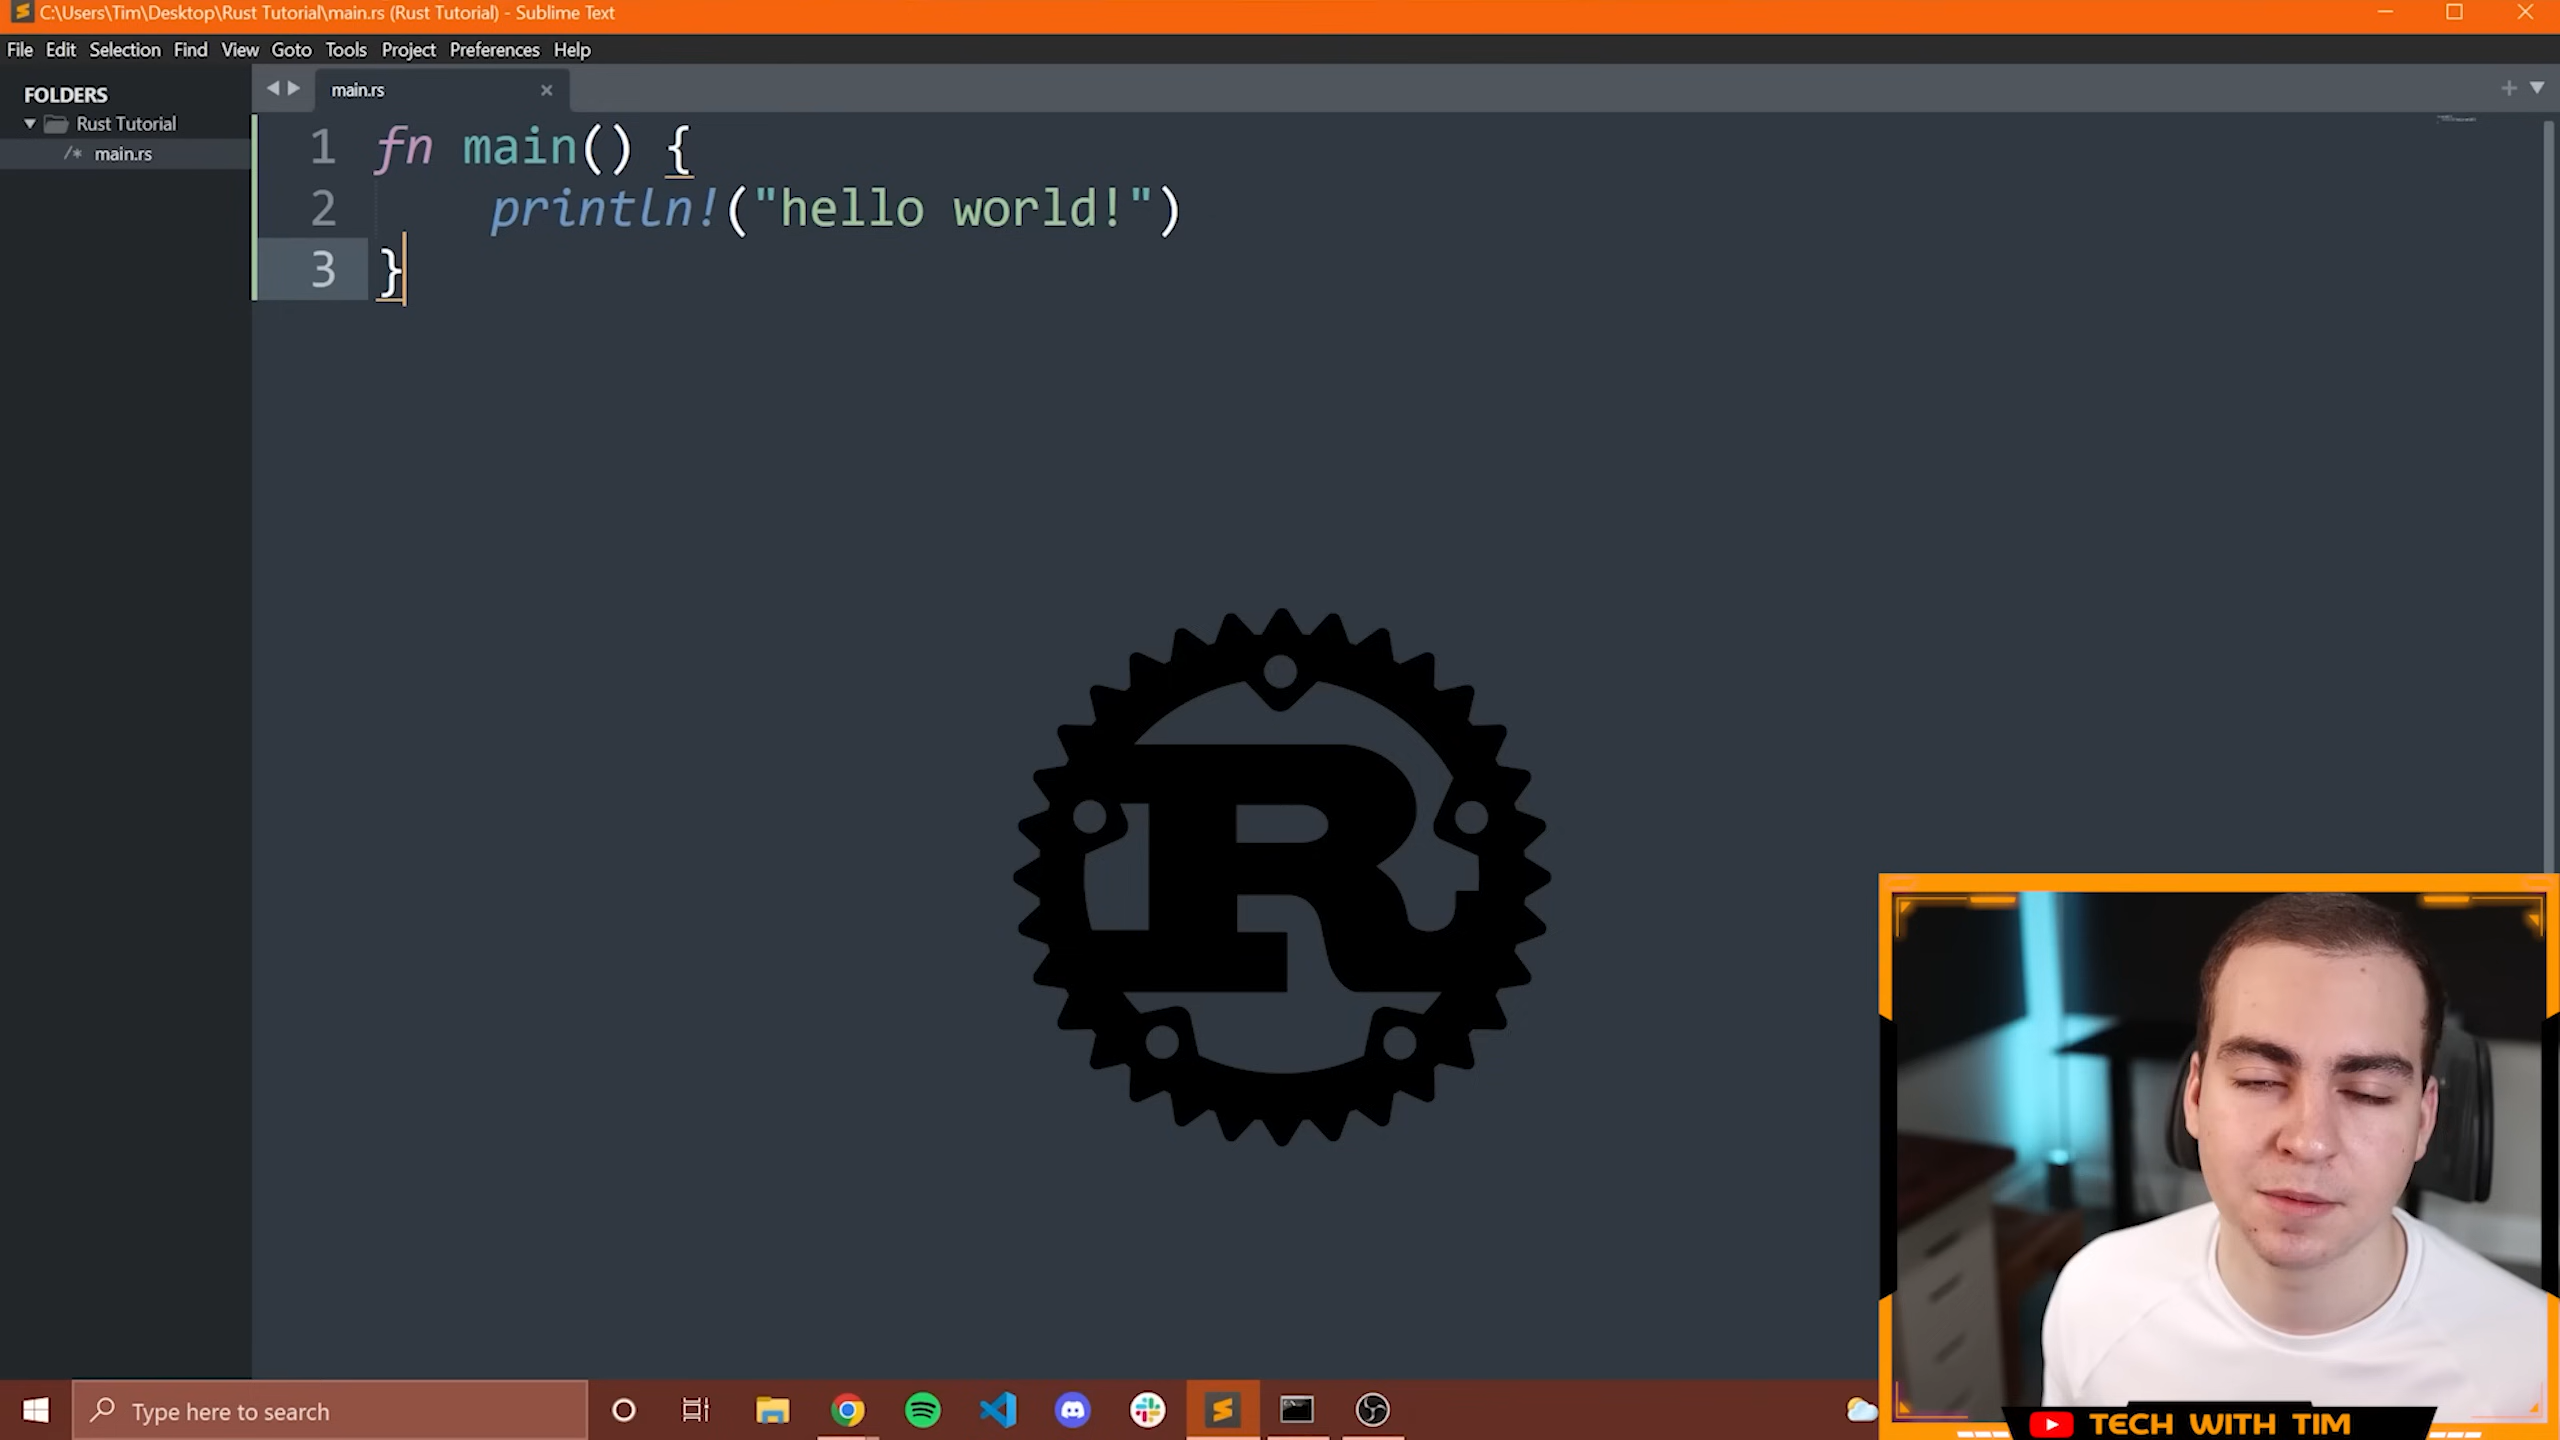 C:\Users\Tim\Desktop\Rust Tutorial\main.rs (Rust Tutorial) - Sublime Text
File Edit Selection Find View Goto Tools Project Preferences Help
FOLDERS
Rust Tutorial
/* main.rs
main.rs
1 fn main() {
2 println!("hello world!")
3 }
R
Type here to search
TECH WITH TIM